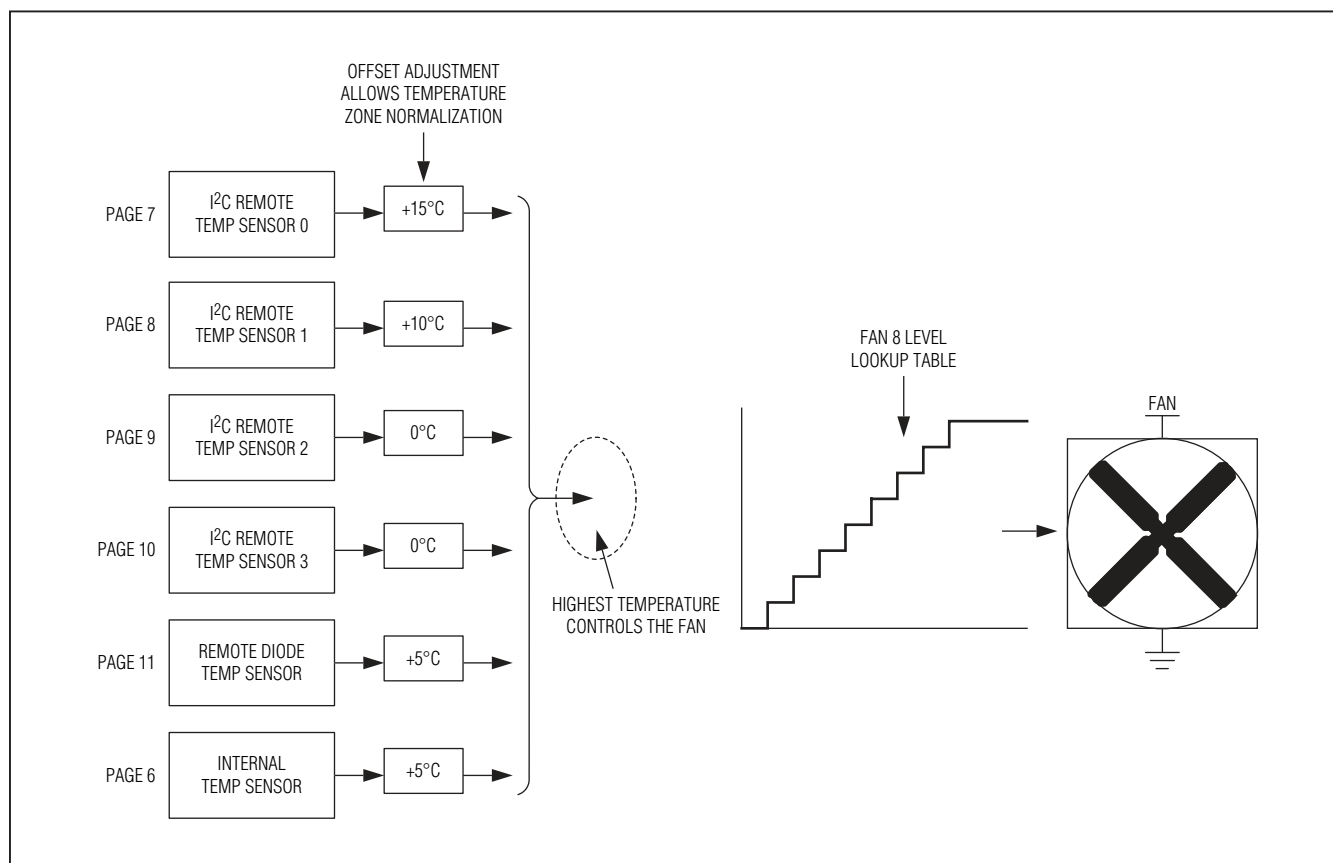 OFFSET ADJUSTMENT
ALLOWS TEMPERATURE
ZONE NORMALIZATION
PAGE 7
I²C REMOTE
TEMP SENSOR 0
+15°C
PAGE 8
I²C REMOTE
TEMP SENSOR 1
+10°C
PAGE 9
I²C REMOTE
TEMP SENSOR 2
0°C
PAGE 10
I²C REMOTE
TEMP SENSOR 3
0°C
PAGE 11
REMOTE DIODE
TEMP SENSOR
+5°C
PAGE 6
INTERNAL
TEMP SENSOR
+5°C
HIGHEST TEMPERATURE
CONTROLS THE FAN
FAN 8 LEVEL
LOOKUP TABLE
FAN